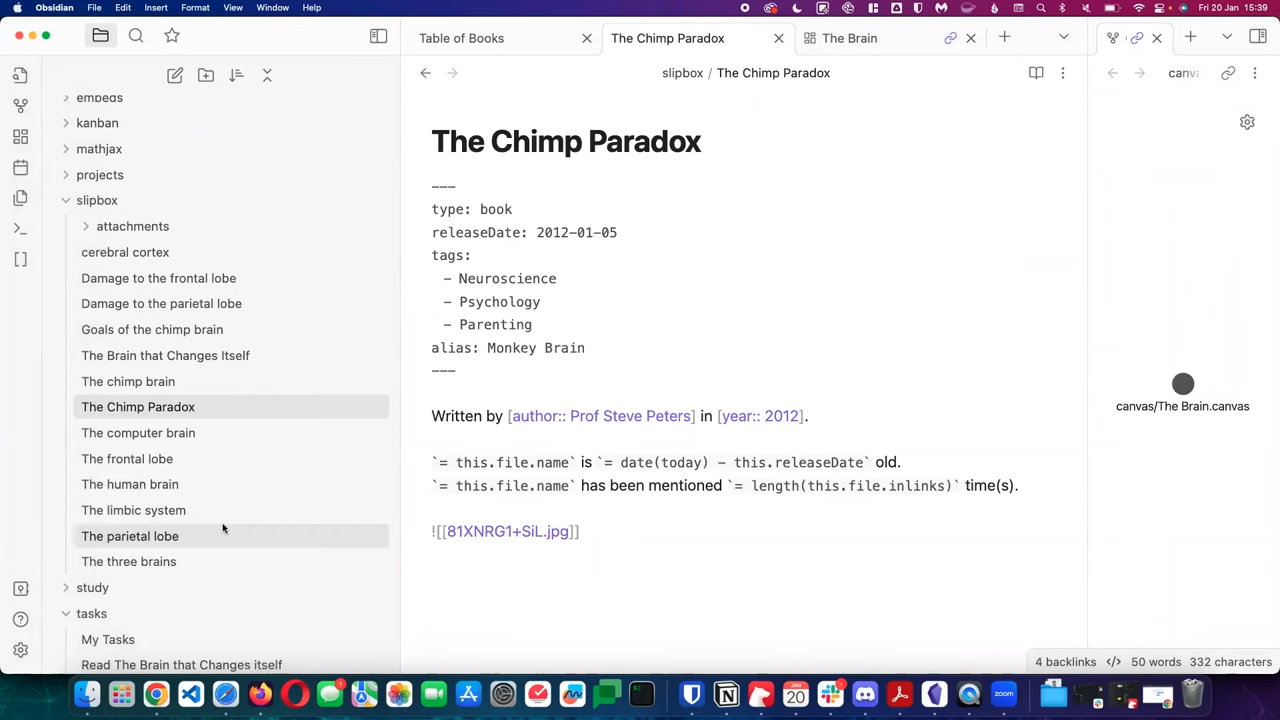 Obsidian File Edit Insert Format View Window Help Fri 20 Jan 15:39
Table of Books
The Chimp Paradox
The Brain
slipbox / The Chimp Paradox
canva
embeds
kanban
mathjax
projects
slipbox
attachments
cerebral cortex
Damage to the frontal lobe
Damage to the parietal lobe
Goals of the chimp brain
The Brain that Changes Itself
The chimp brain
The Chimp Paradox
The computer brain
The frontal lobe
The human brain
The limbic system
The parietal lobe
The three brains
study
tasks
My Tasks
Read The Brain that Changes itself
The Chimp Paradox
---
type: book
releaseDate: 2012-01-05
tags:
- Neuroscience
- Psychology
- Parenting
alias: Monkey Brain
---
Written by [author:: Prof Steve Peters] in [year:: 2012].
`= this.file.name` is `= date(today) - this.releaseDate` old.
`= this.file.name` has been mentioned `= length(this.file.inlinks)` time(s).
![[81XNRG1+SiL.jpg]]
canvas/The Brain.canvas
4 backlinks </> 50 words 332 characters
JAN
20
zoom